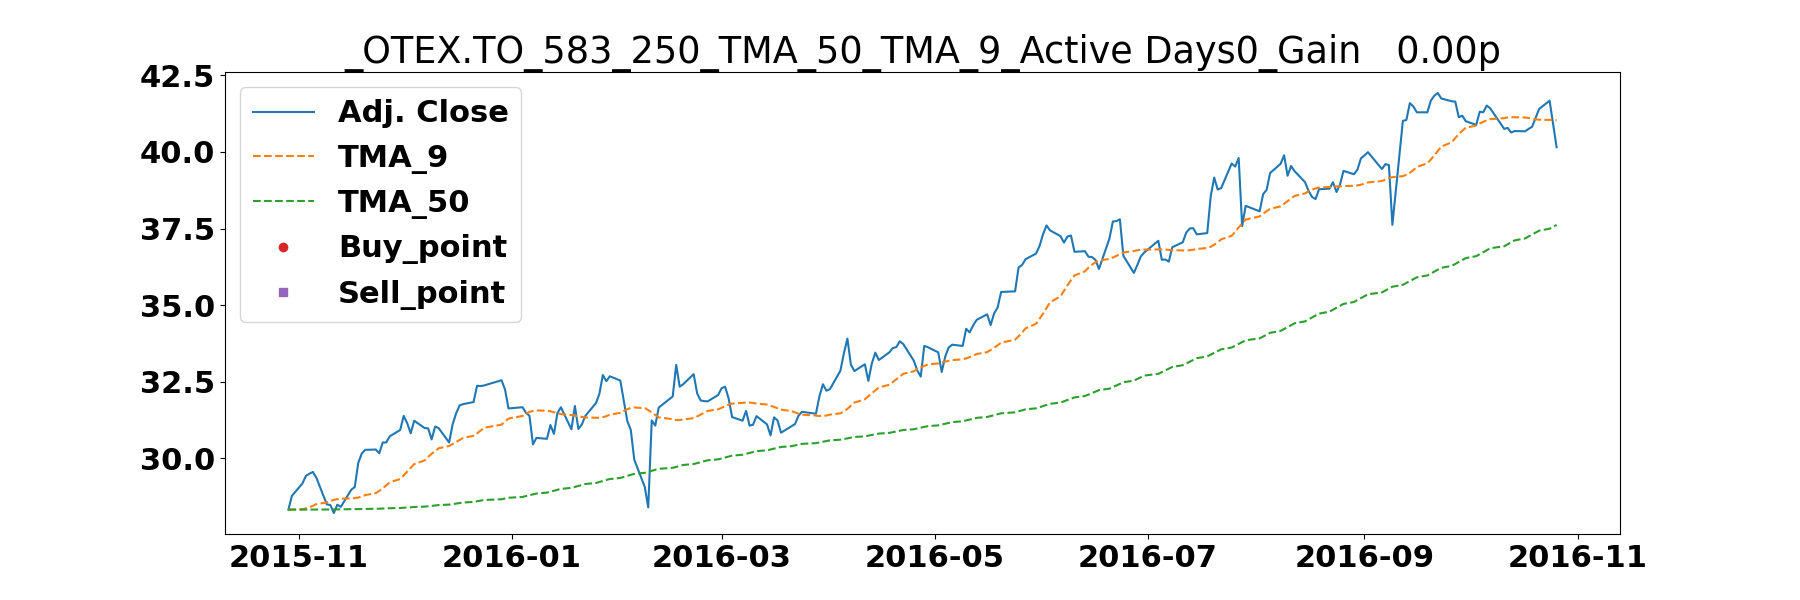 _OTEX.TO_583_250_TMA_50_TMA_9_Active Days0_Gain   0.00p
42.5
40.0
37.5
35.0
32.5
30.0
Adj. Close
TMA_9
TMA_50
Buy_point
Sell_point
2015-11 2016-01 2016-03 2016-05 2016-07 2016-09 2016-11